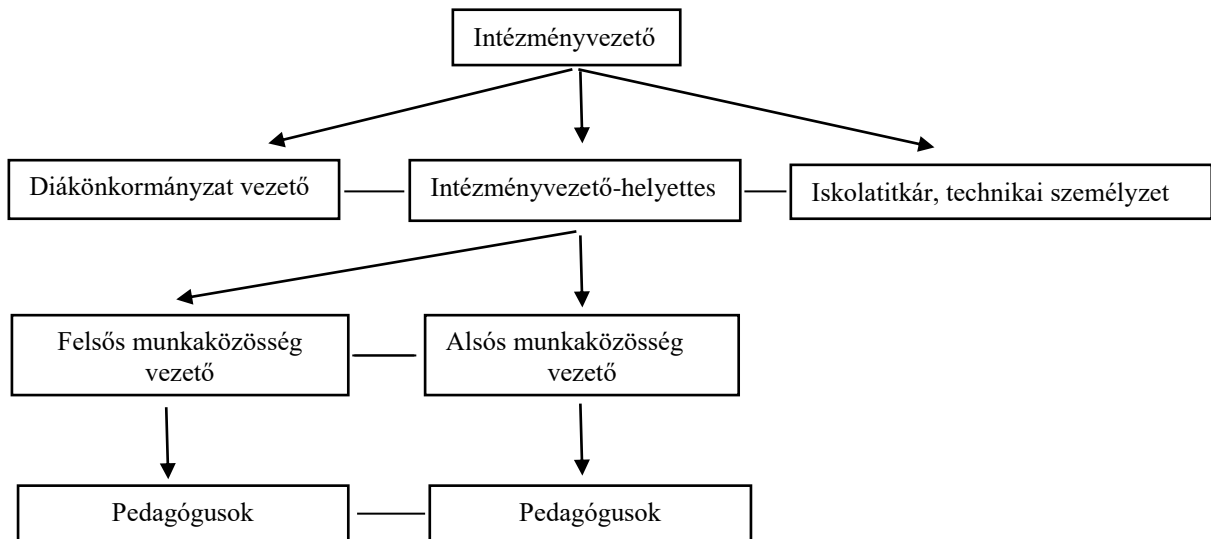 Intézményvezető
Diákönkormányzat vezető
Intézményvezető-helyettes
Iskolatitkár, technikai személyzet
Felsős munkaközösség
vezető
Alsós munkaközösség
vezető
Pedagógusok
Pedagógusok